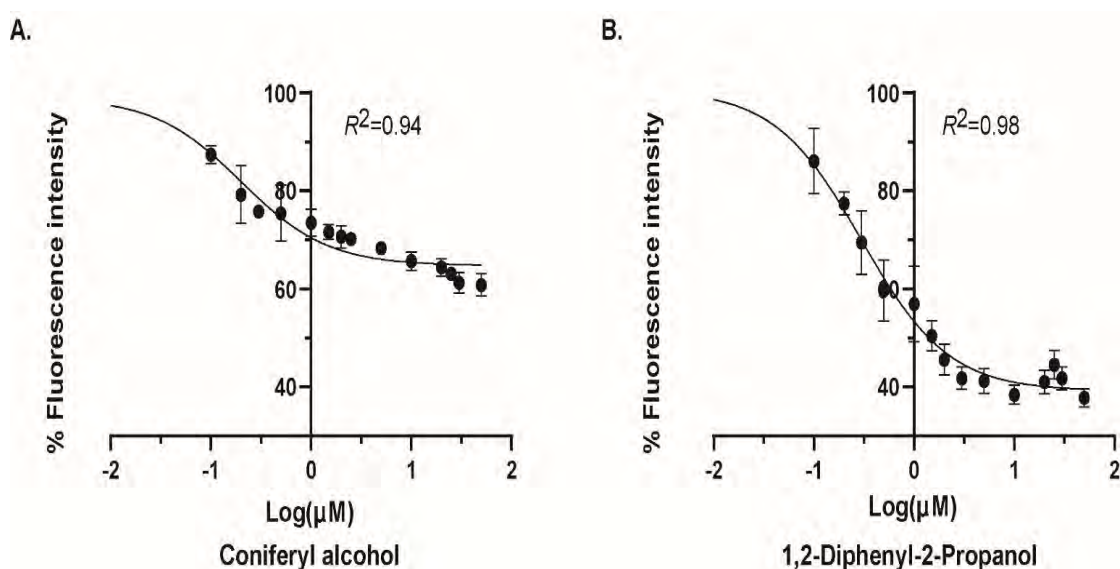 A.
B.
% Fluorescence intensity
100
80
60
40
R²=0.94
-2 -1 0 1 2
Log(µM)
Coniferyl alcohol
% Fluorescence intensity
100
80
40
R²=0.98
-2 -1 0 1 2
Log(µM)
1,2-Diphenyl-2-Propanol